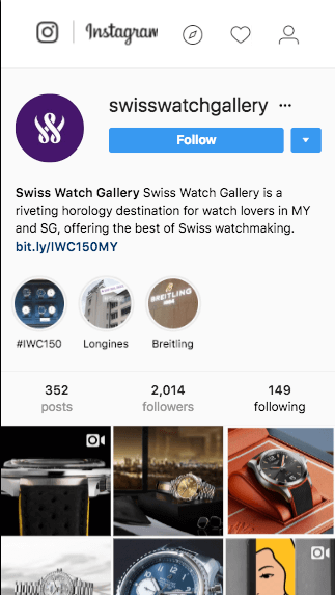 Instagram
swisswatchgallery
Follow
Swiss Watch Gallery Swiss Watch Gallery is a
riveting horology destination for watch lovers in MY
and SG, offering the best of Swiss watchmaking.
bit.ly/IWC150MY
BREITLING
#IWC150 Longines Breitling
352 2,014 149
posts followers following